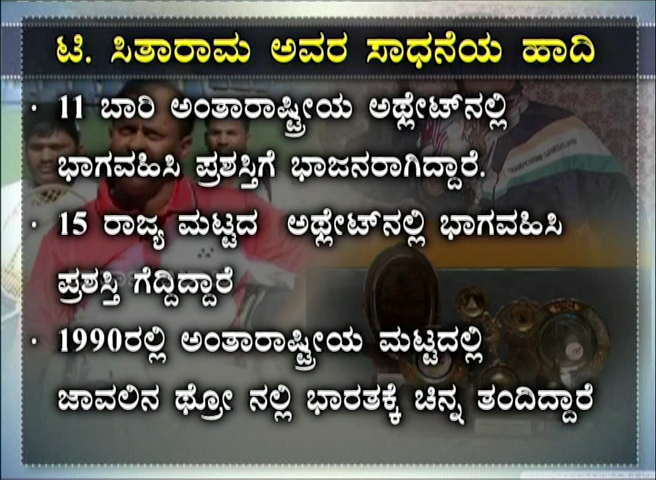 ಟಿ. ಸಿತಾರಾಮ ಅವರ ಸಾಧನೆಯ ಹಾದಿ
· 11 ಬಾರಿ ಅಂತಾರಾಷ್ಟ್ರೀಯ ಅಥ್ಲೇಟ್‌ನಲ್ಲಿ
ಭಾಗವಹಿಸಿ ಪ್ರಶಸ್ತಿಗೆ ಭಾಜನರಾಗಿದ್ದಾರೆ.
· 15 ರಾಜ್ಯ ಮಟ್ಟದ ಅಥ್ಲೇಟ್‌ನಲ್ಲಿ ಭಾಗವಹಿಸಿ
ಪ್ರಶಸ್ತಿ ಗೆದ್ದಿದ್ದಾರೆ
· 1990ರಲ್ಲಿ ಅಂತಾರಾಷ್ಟ್ರೀಯ ಮಟ್ಟದಲ್ಲಿ
ಜಾವಲಿನ ಥ್ರೋ ನಲ್ಲಿ ಭಾರತಕ್ಕೆ ಚಿನ್ನ ತಂದಿದ್ದಾರೆ